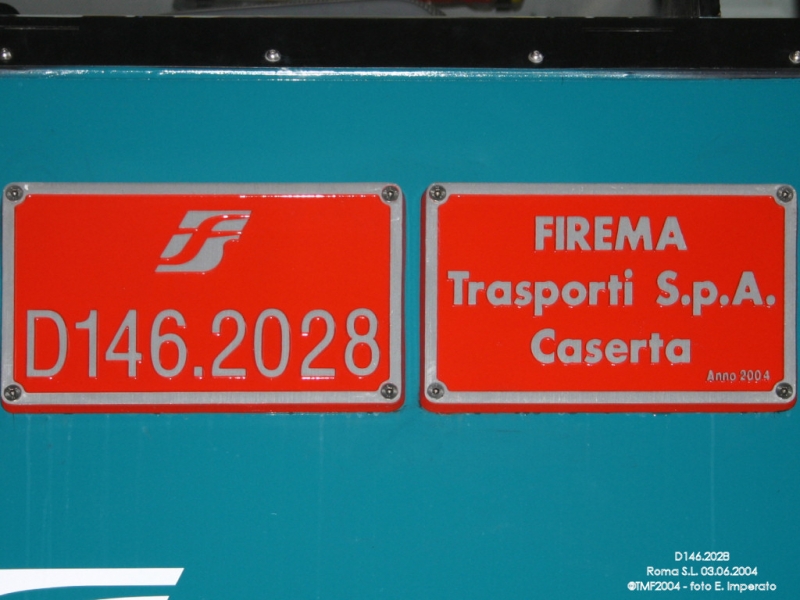 D146.2028
FIREMA
Trasporti S.p.A.
Caserta
Anno 2004
D146.2028
Roma S.L. 03.06.2004
©TMF2004 - foto E. Imperato